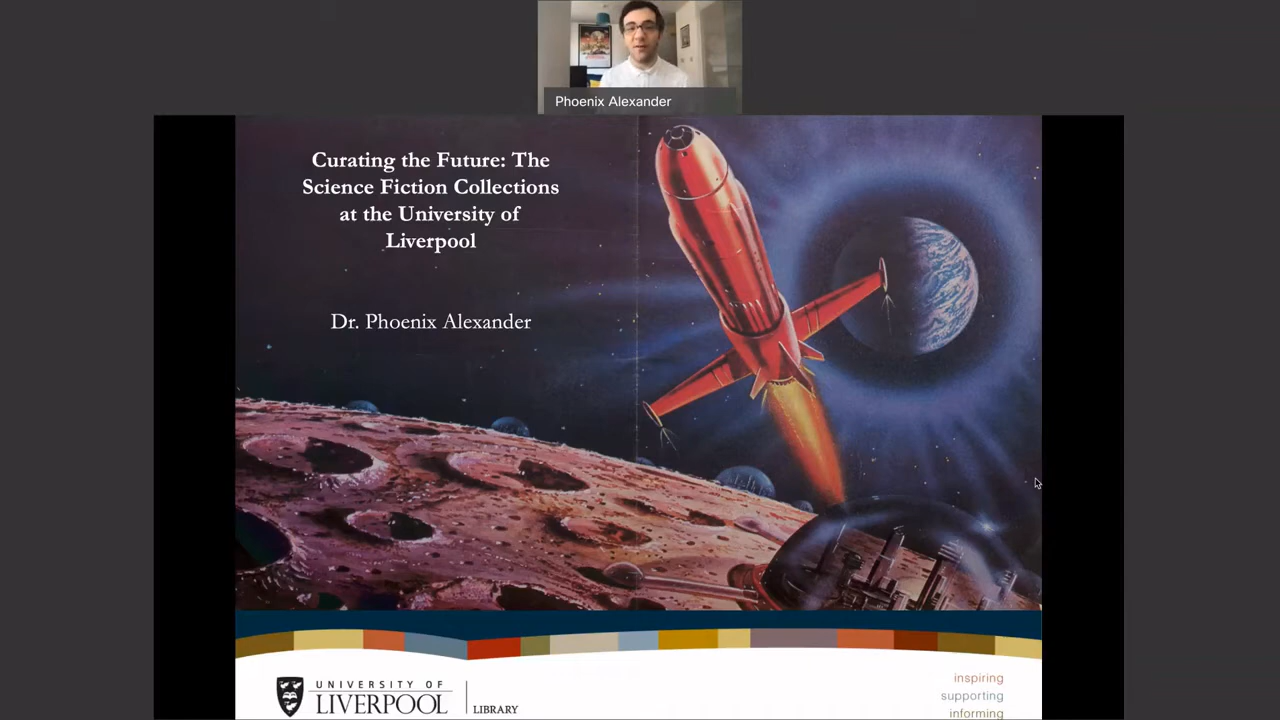 Phoenix Alexander
Curating the Future: The
Science Fiction Collections
at the University of
Liverpool
Dr. Phoenix Alexander
UNIVERSITY OF
LIVERPOOL
LIBRARY
inspiring
supporting
informing